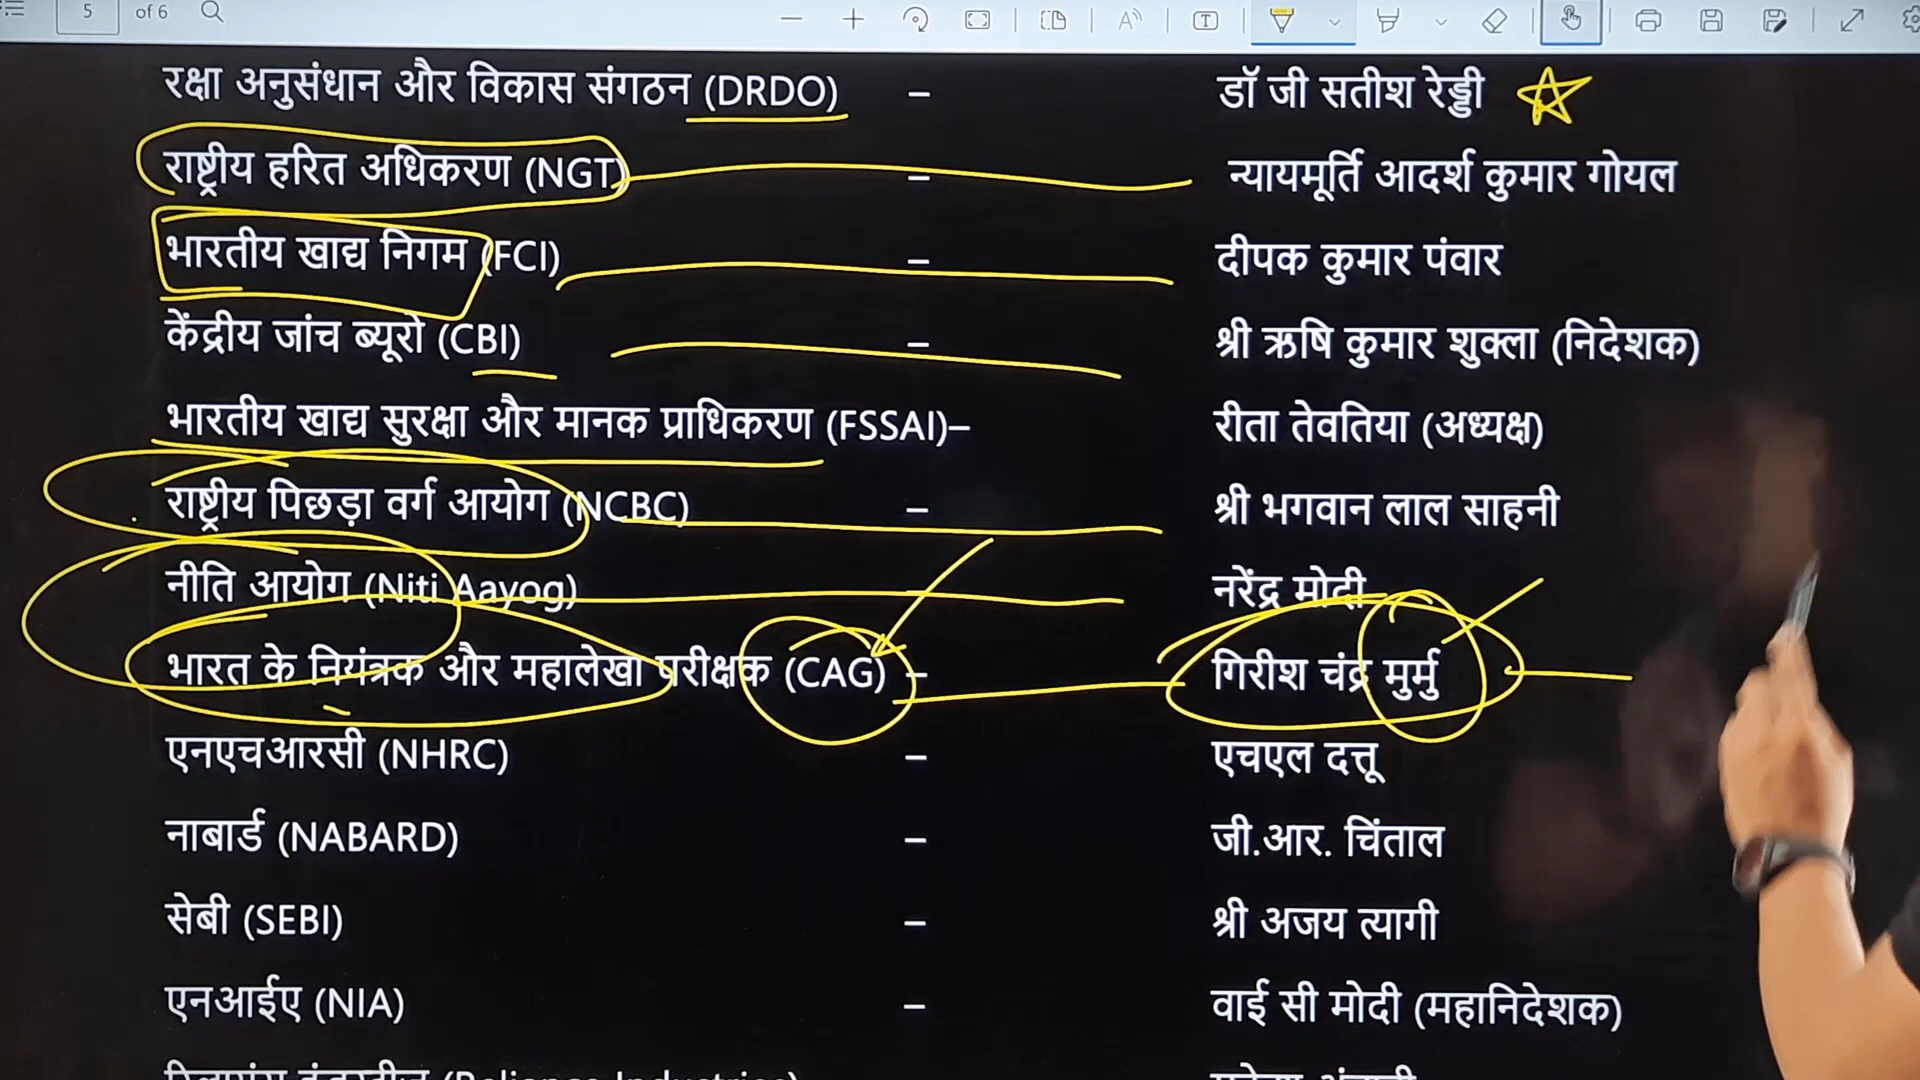 5 of 6
रक्षा अनुसंधान और विकास संगठन (DRDO) – डॉ जी सतीश रेड्डी
राष्ट्रीय हरित अधिकरण (NGT) – न्यायमूर्ति आदर्श कुमार गोयल
भारतीय खाद्य निगम (FCI) – दीपक कुमार पंवार
केंद्रीय जांच ब्यूरो (CBI) – श्री ऋषि कुमार शुक्ला (निदेशक)
भारतीय खाद्य सुरक्षा और मानक प्राधिकरण (FSSAI)– रीता तेवतिया (अध्यक्ष)
राष्ट्रीय पिछड़ा वर्ग आयोग (NCBC) – श्री भगवान लाल साहनी
नीति आयोग (Niti Aayog) – नरेंद्र मोदी
भारत के नियंत्रक और महालेखा परीक्षक (CAG) – गिरीश चंद्र मुर्मु
एनएचआरसी (NHRC) – एचएल दत्तू
नाबार्ड (NABARD) – जी.आर. चिंताल
सेबी (SEBI) – श्री अजय त्यागी
एनआईए (NIA) – वाई सी मोदी (महानिदेशक)
(Reliance Industries)